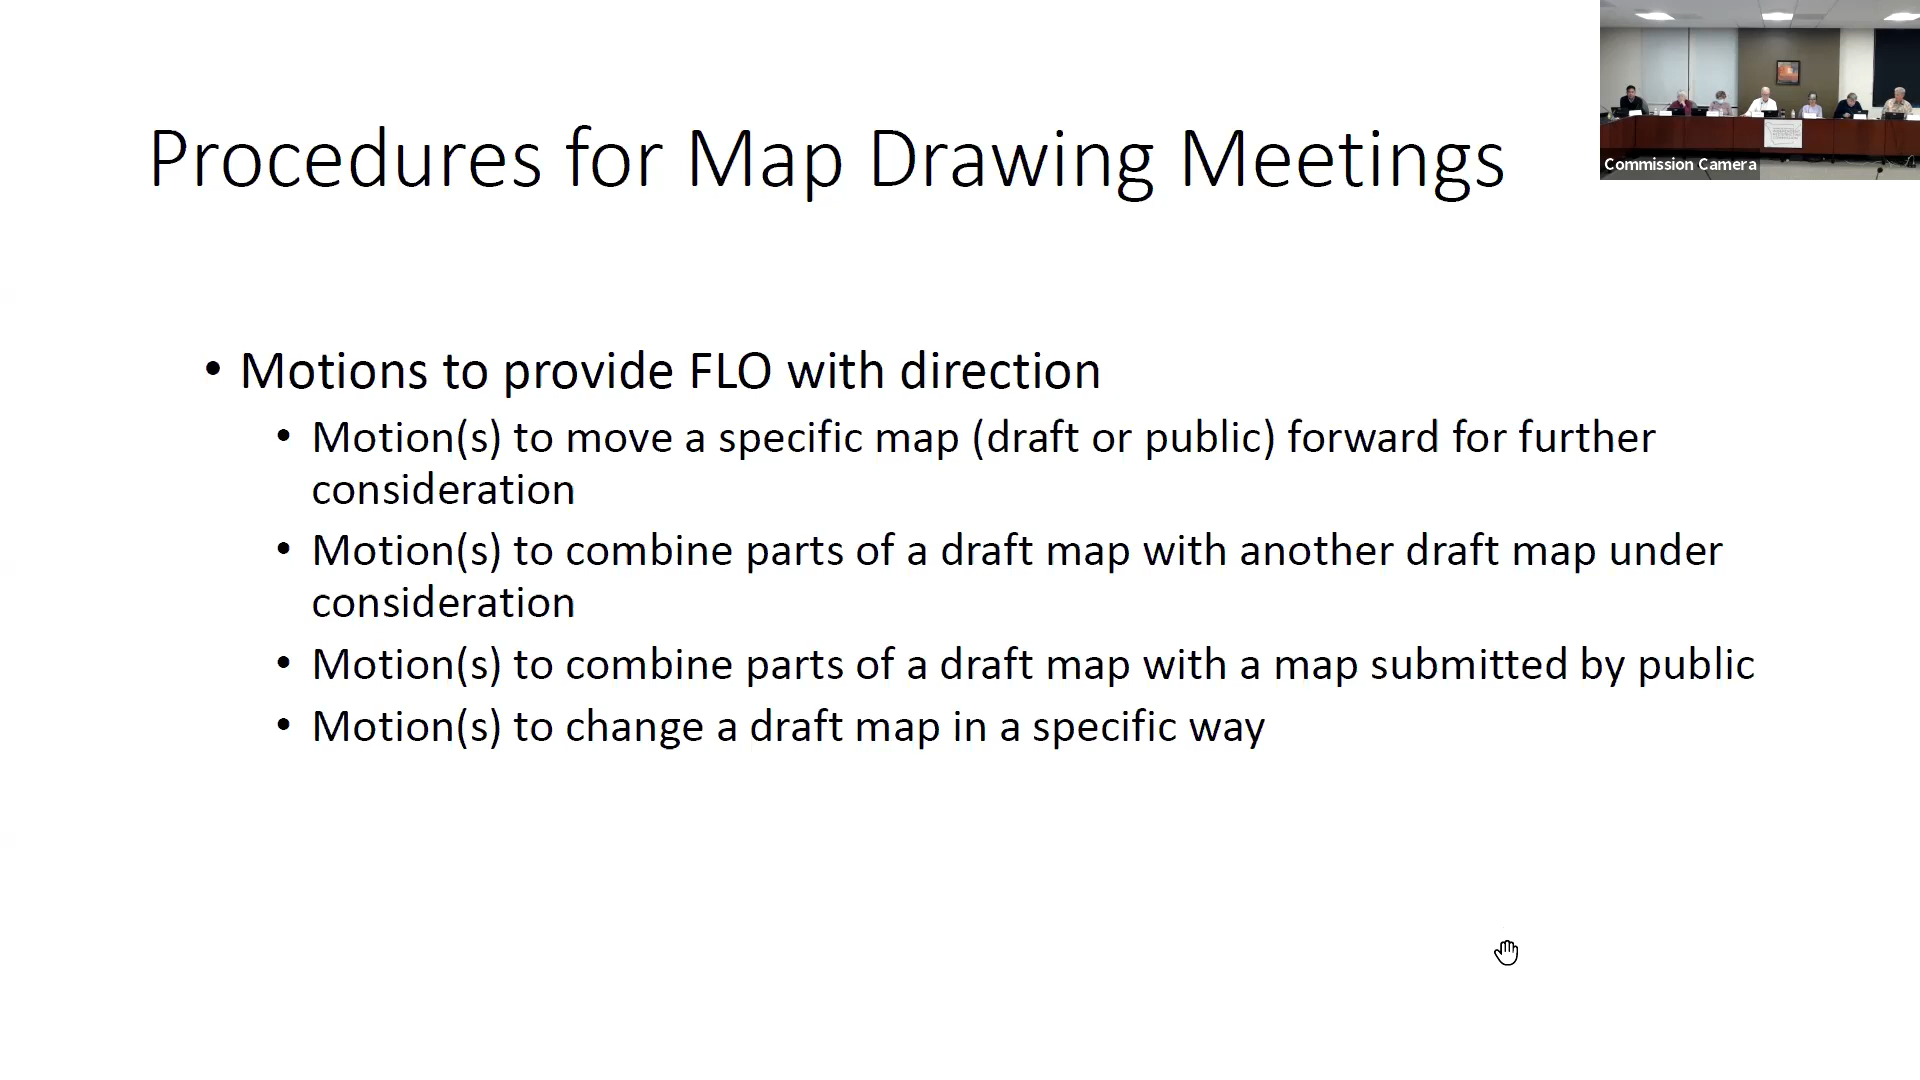 Procedures for Map Drawing Meetings
Commission Camera
• Motions to provide FLO with direction
• Motion(s) to move a specific map (draft or public) forward for further
consideration
• Motion(s) to combine parts of a draft map with another draft map under
consideration
• Motion(s) to combine parts of a draft map with a map submitted by public
• Motion(s) to change a draft map in a specific way